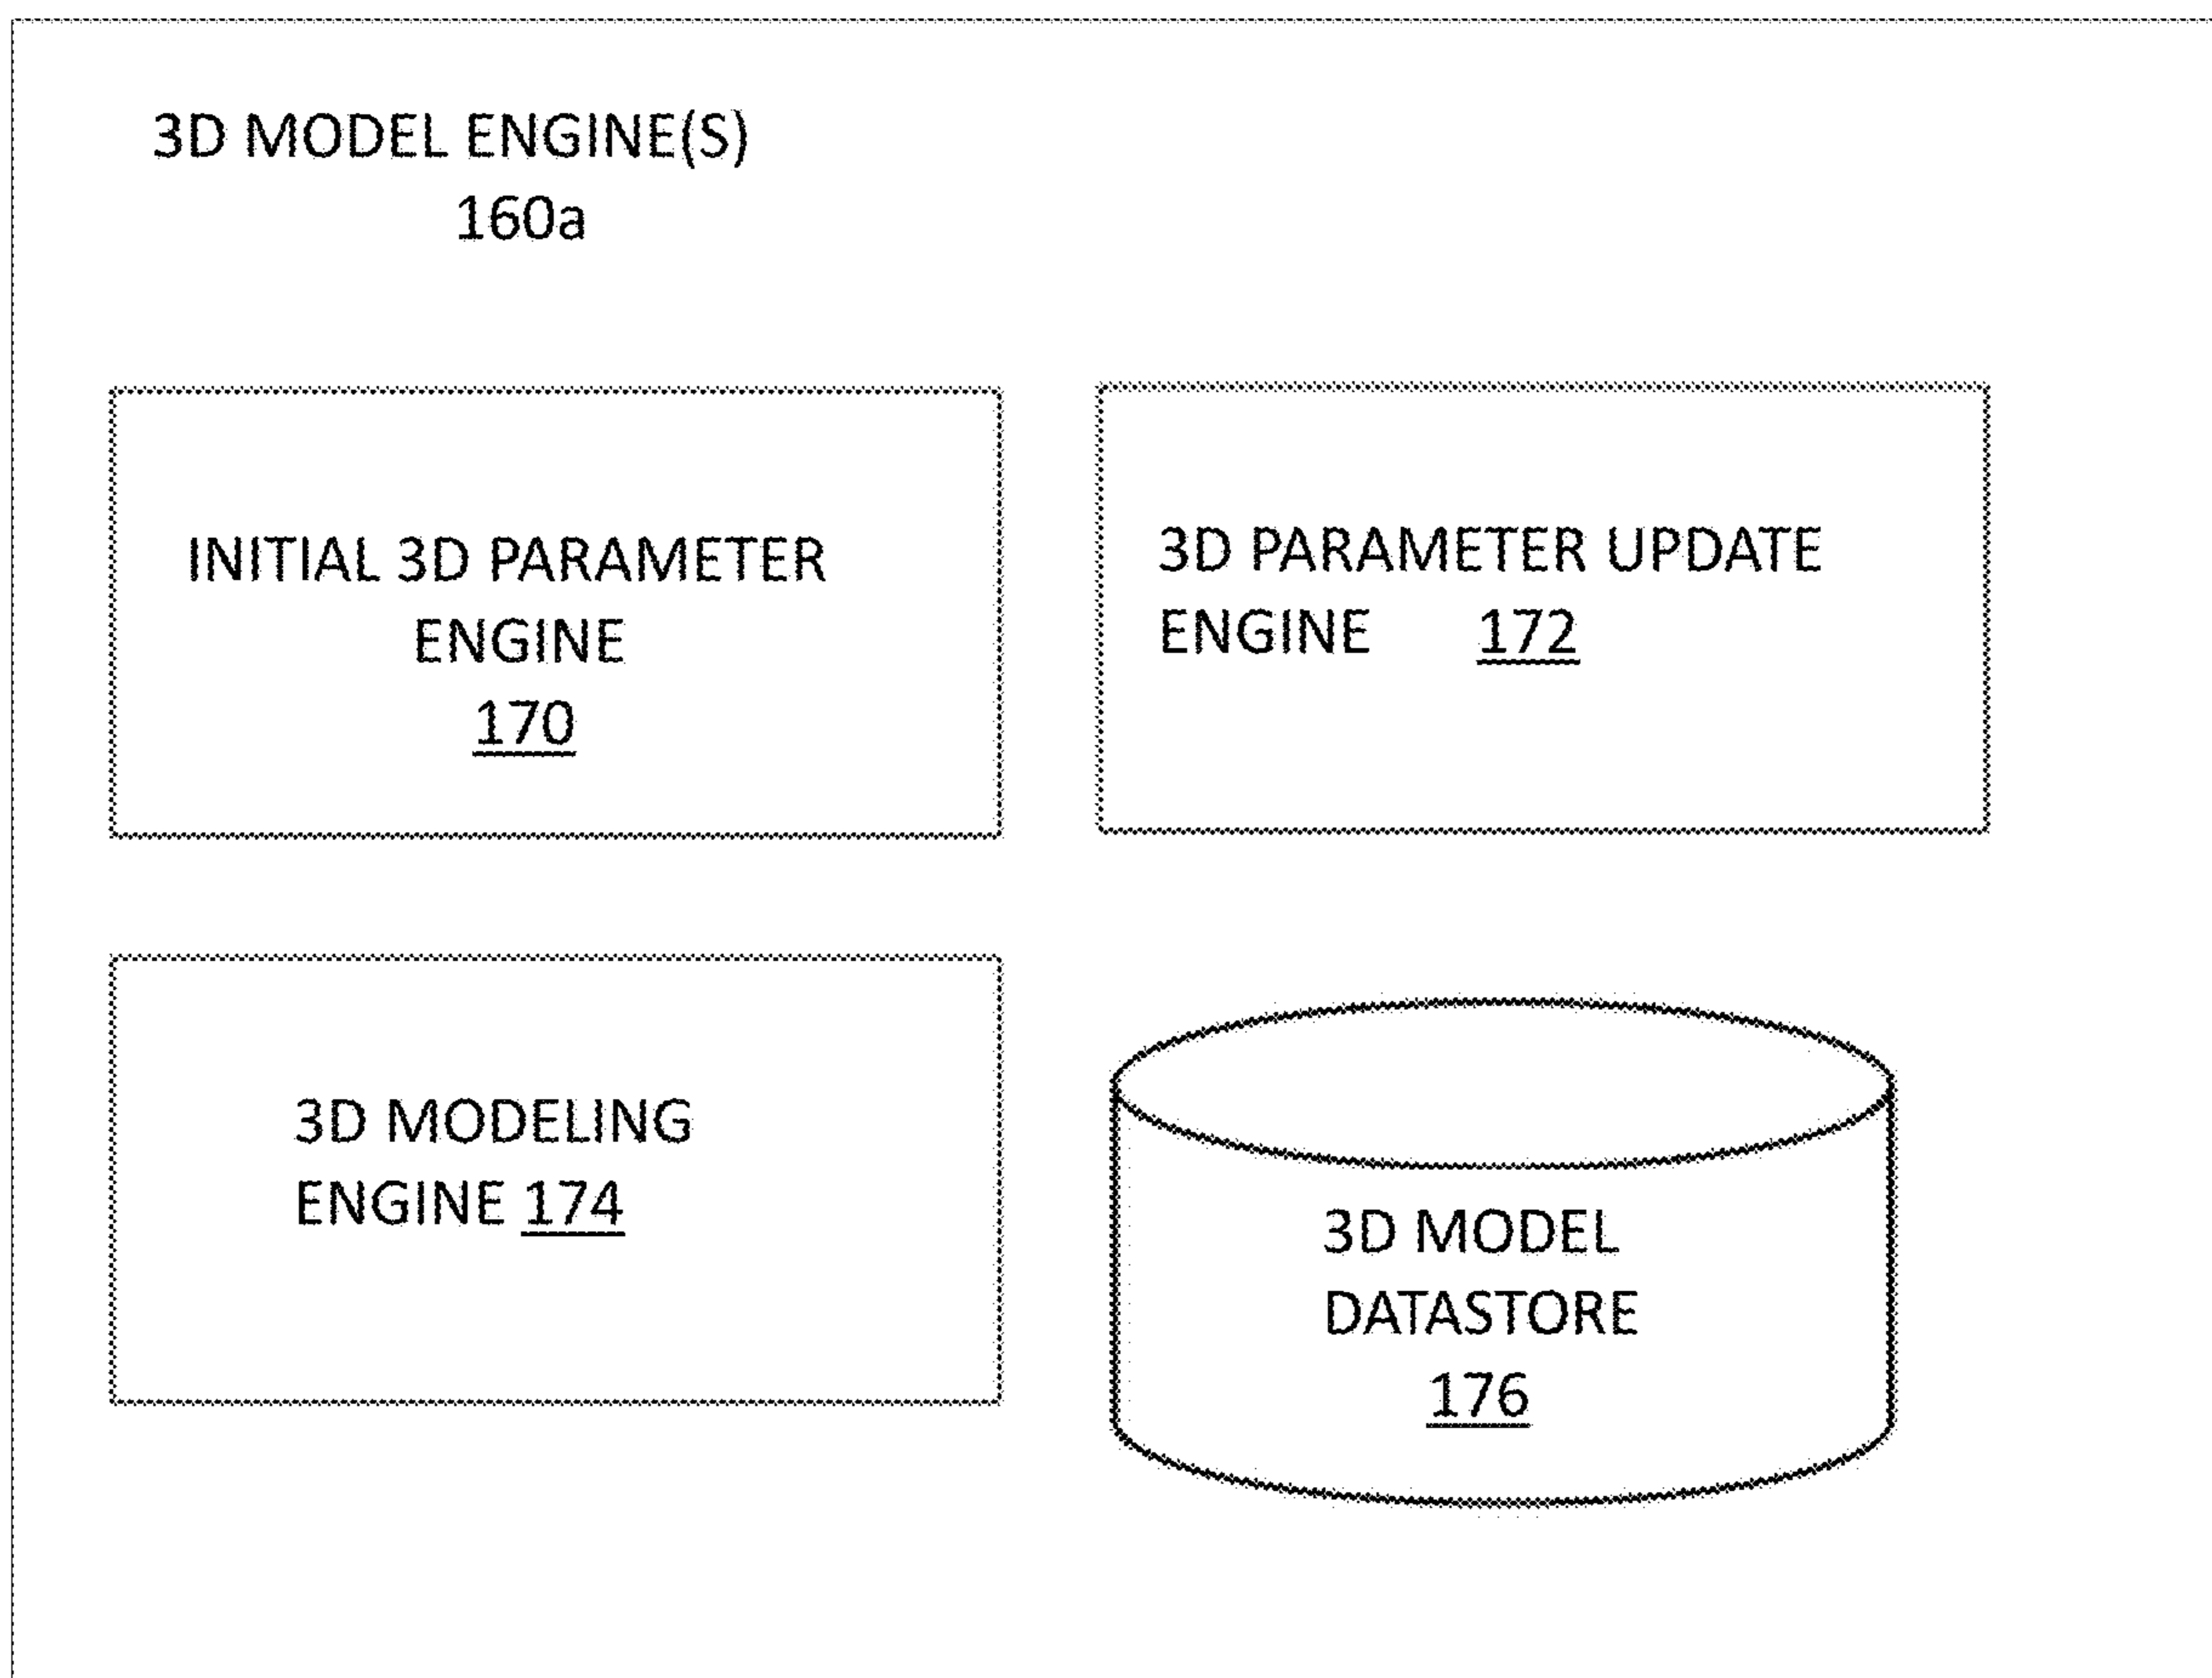 3D MODEL ENGINE(S)
160a
INITIAL 3D PARAMETER
ENGINE
170
3D PARAMETER UPDATE
ENGINE 172
3D MODELING
ENGINE 174
3D MODEL
DATASTORE
176